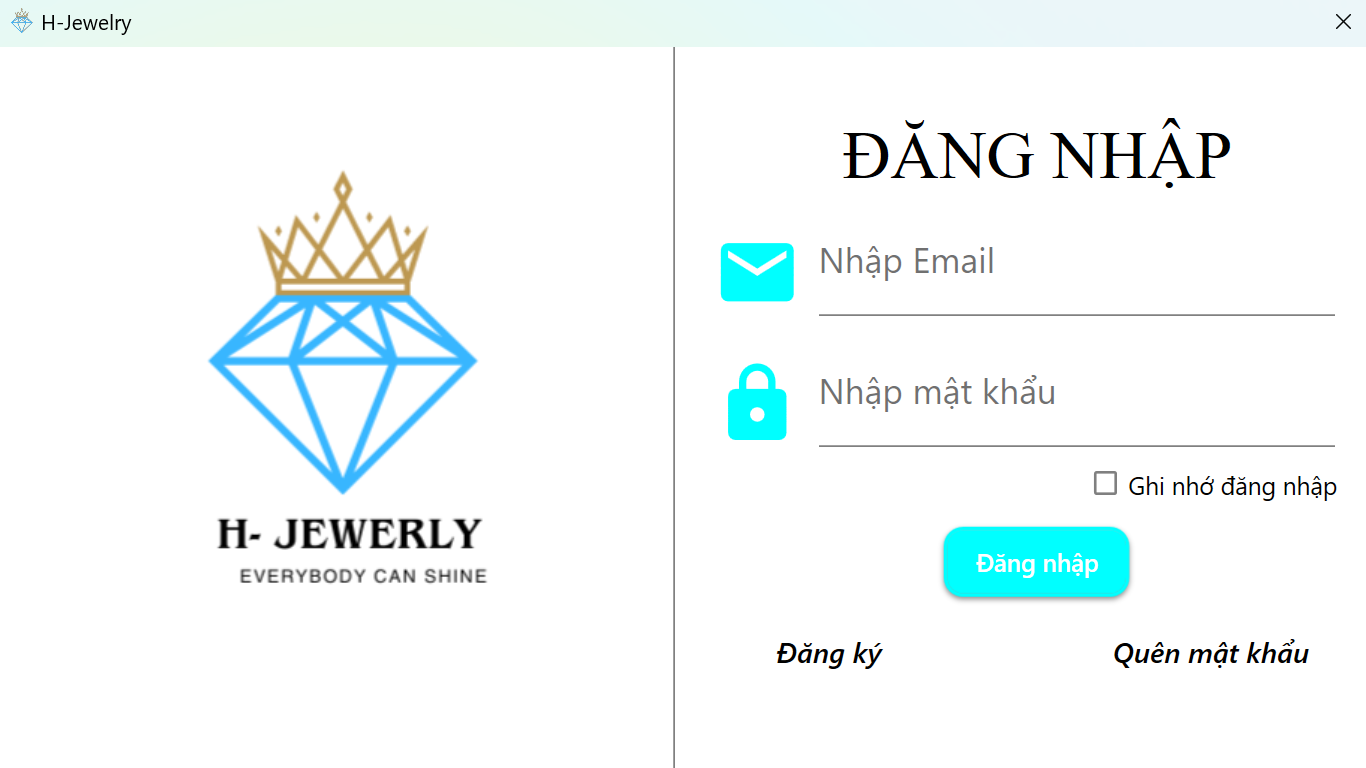 H-Jewelry
H- JEWERLY
EVERYBODY CAN SHINE
ĐĂNG NHẬP
Nhập Email
Nhập mật khẩu
Ghi nhớ đăng nhập
Đăng nhập
Đăng ký
Quên mật khẩu